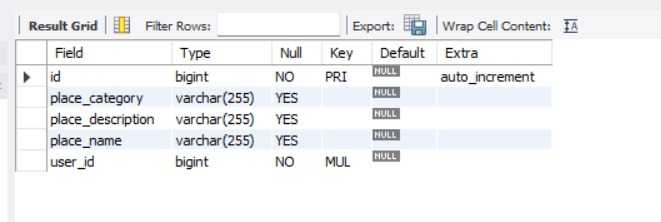 Result Grid Filter Rows: Export: Wrap Cell Content: IA
Field Type Null Key Default Extra
id bigint NO PRI NULL auto_increment
place_category varchar(255) YES NULL
place_description varchar(255) YES NULL
place_name varchar(255) YES NULL
user_id bigint NO MUL NULL